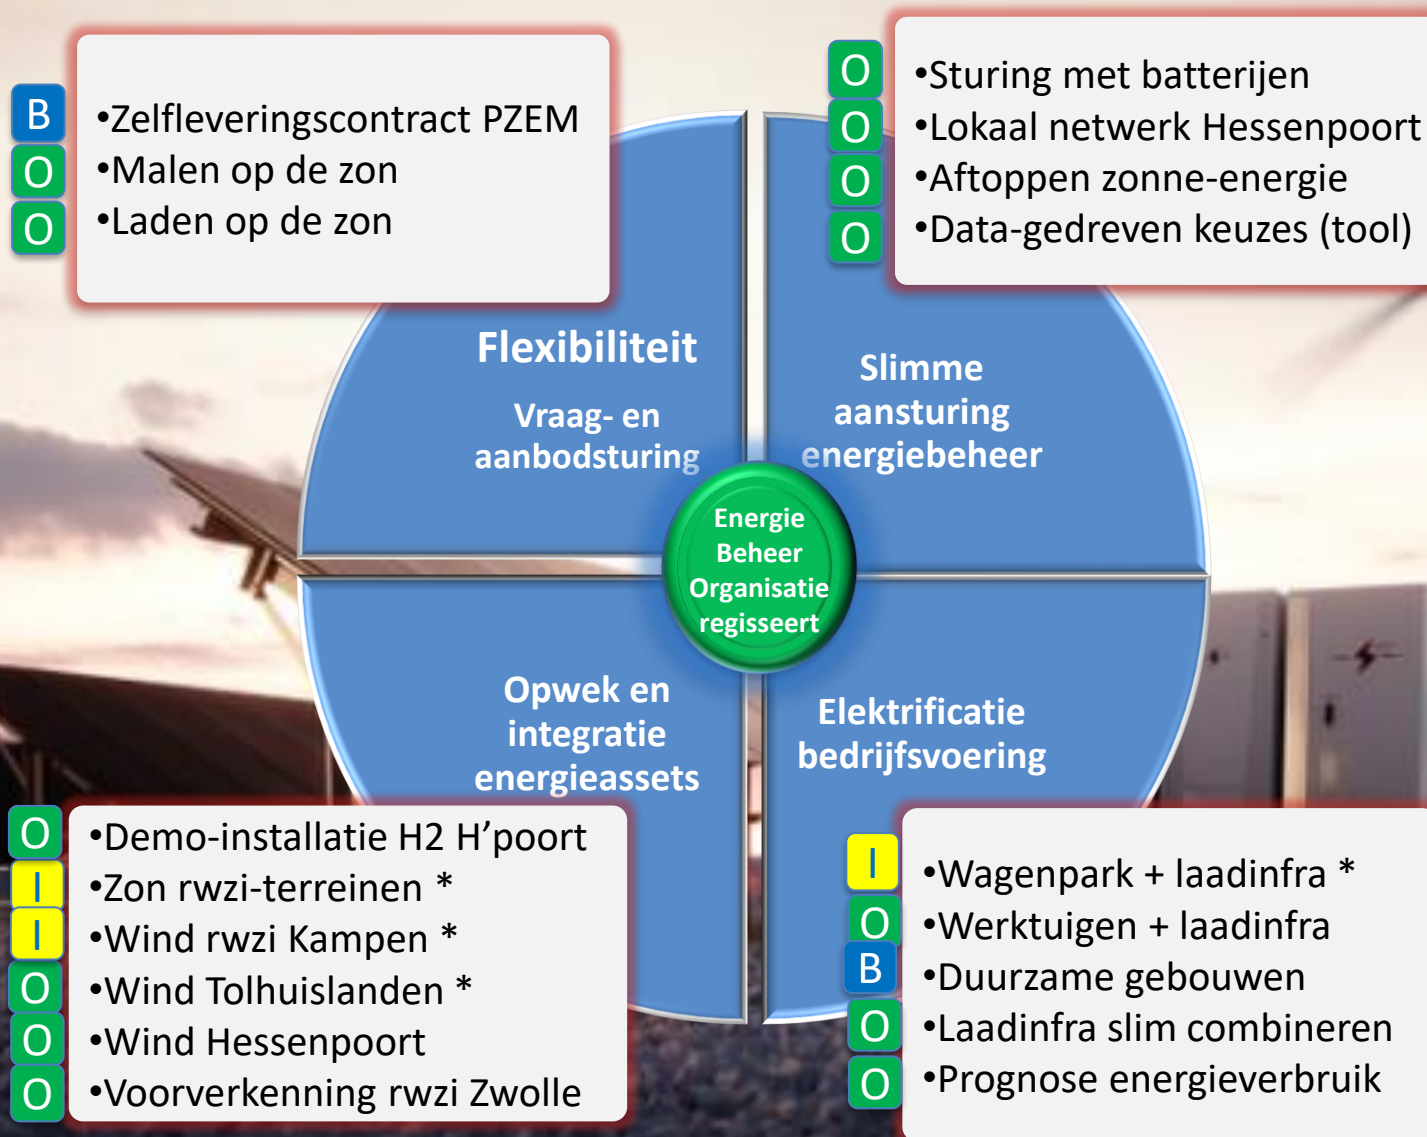 B •Zelfleveringscontract PZEM
O •Malen op de zon
O •Laden op de zon
O •Sturing met batterijen
O •Lokaal netwerk Hessenpoort
O •Aftoppen zonne-energie
O •Data-gedreven keuzes (tool)
Flexibiliteit
Vraag- en
aanbodsturing
Slimme
aansturing
energiebeheer
Energie
Beheer
Organisatie
regisseert
Opwek en
integratie
energieassets
Elektrificatie
bedrijfsvoering
O •Demo-installatie H2 H’poort
I •Zon rwzi-terreinen *
I •Wind rwzi Kampen *
O •Wind Tolhuislanden *
O •Wind Hessenpoort
O •Voorverkenning rwzi Zwolle
I •Wagenpark + laadinfra *
O •Werktuigen + laadinfra
B •Duurzame gebouwen
O •Laadinfra slim combineren
O •Prognose energieverbruik